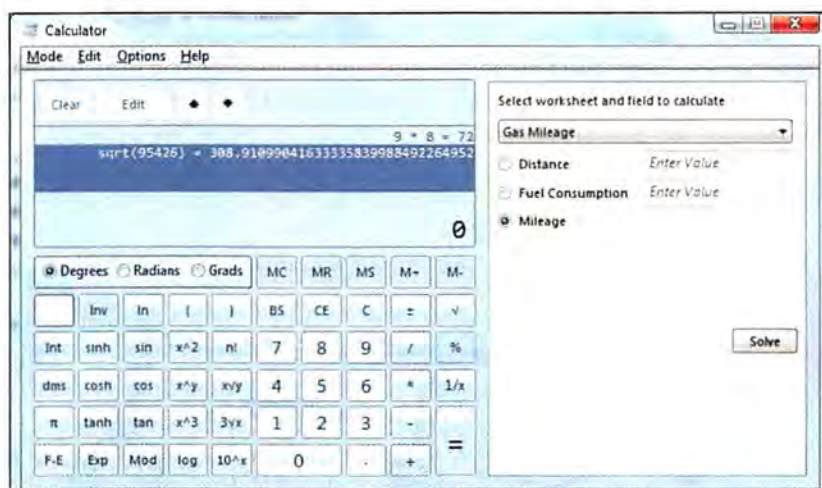 Calculator
Mode Edit Options Help
Clear Edit
9 * 8 = 72
sqrt(95426) = 308.91099041633335839988492264952
0
Select worksheet and field to calculate
Gas Mileage
Distance Enter Value
Fuel Consumption Enter Value
Mileage
Solve
Degrees Radians Grads MC MR MS M+ M-
Inv ln ( ) BS CE C ± √
Int sinh sin x^2 n! 7 8 9 / %
dms cosh cos x^y x√y 4 5 6 * 1/x
π tanh tan x^3 3√x 1 2 3 - =
F-E Exp Mod log 10^x 0 . +